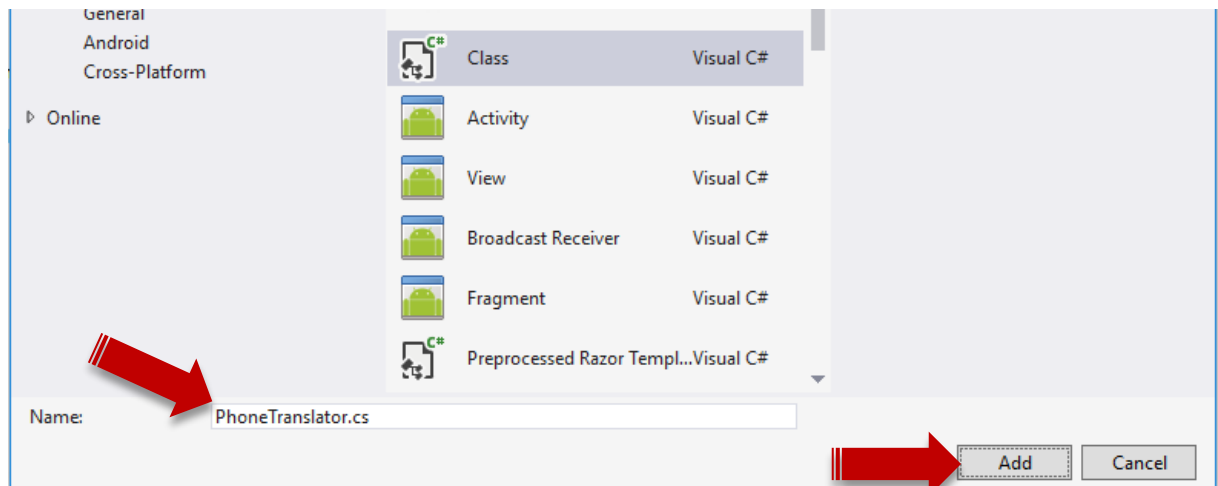 General
Android
Cross-Platform
Online
C# Class Visual C#
Activity Visual C#
View Visual C#
Broadcast Receiver Visual C#
Fragment Visual C#
C# Preprocessed Razor Templ...Visual C#
Name: PhoneTranslator.cs
Add Cancel